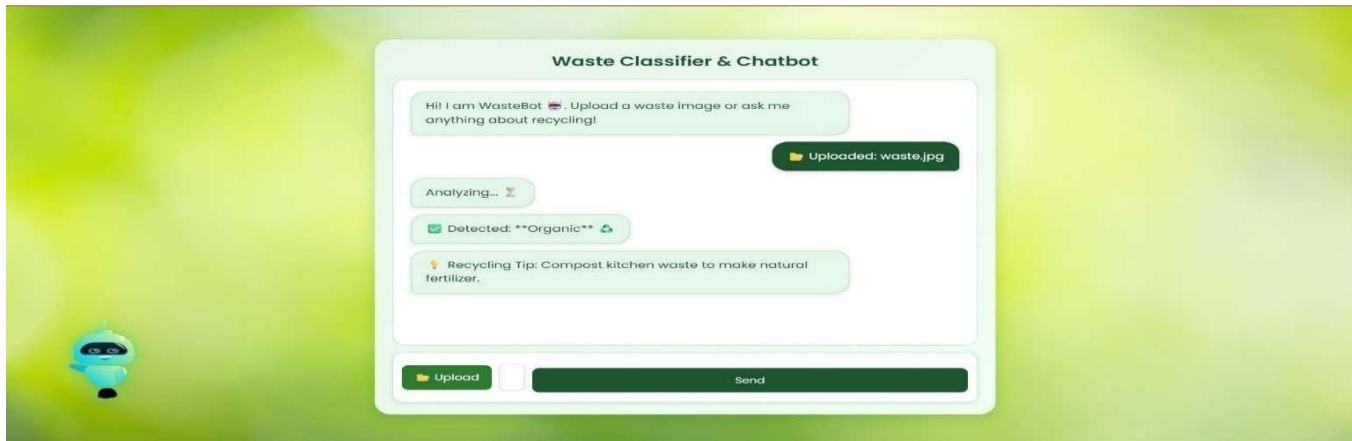 Waste Classifier & Chatbot
Hi! I am WasteBot 🤖. Upload a waste image or ask me
anything about recycling!
📂 Uploaded: waste.jpg
Analyzing... ⏳
✅ Detected: **Organic** ♻️
💡 Recycling Tip: Compost kitchen waste to make natural
fertilizer.
📂 Upload
Send